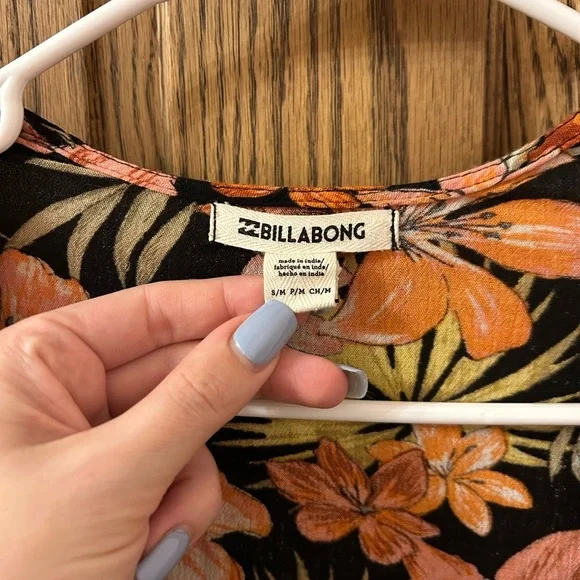 BILLABONG
made in india/
fabriqué en inde/
hecho en india
S/M P/M CH/M